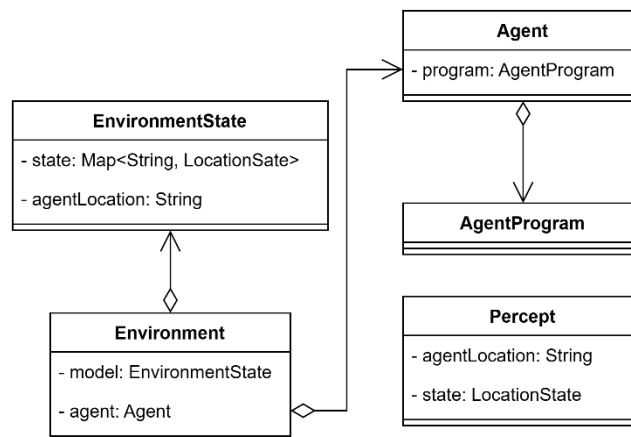 Agent
- program: AgentProgram
EnvironmentState
- state: Map<String, LocationSate>
- agentLocation: String
AgentProgram
Environment
- model: EnvironmentState
- agent: Agent
Percept
- agentLocation: String
- state: LocationState